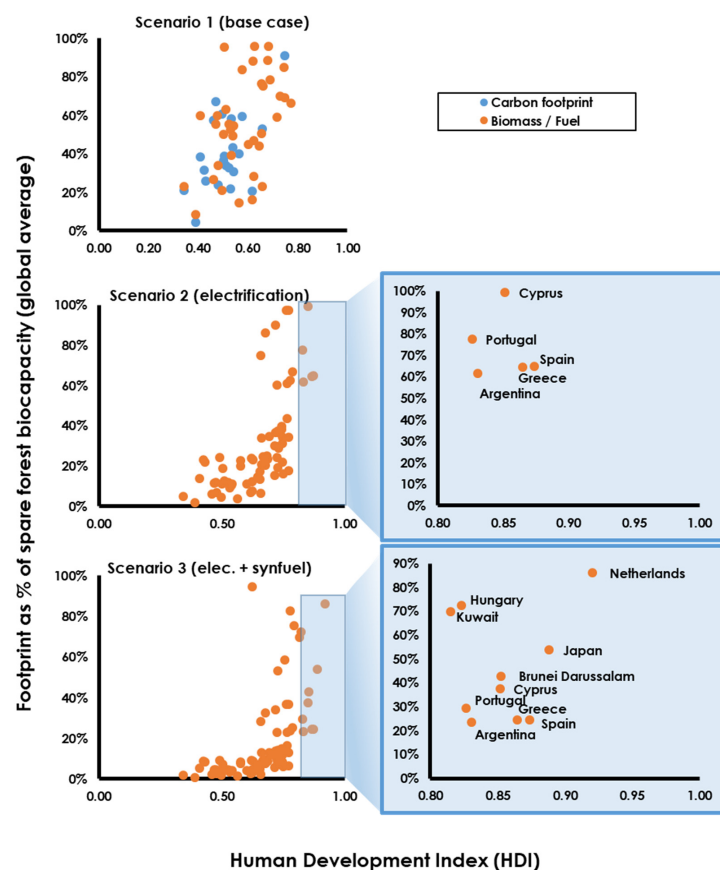 Scenario 1 (base case)
100%
80%
60%
40%
20%
0%
0.00 0.20 0.40 0.60 0.80 1.00
Carbon footprint
Biomass / Fuel
Footprint as % of spare forest biocapacity (global average)
Scenario 2 (electrification)
100%
80%
60%
40%
20%
0%
0.00 0.50 1.00
100%
90%
80%
70%
60%
50%
40%
30%
20%
10%
0%
0.80 0.85 0.90 0.95 1.00
Cyprus
Portugal
Spain
Greece
Argentina
Scenario 3 (elec. + synfuel)
100%
80%
60%
40%
20%
0%
0.00 0.50 1.00
90%
80%
70%
60%
50%
40%
30%
20%
10%
0%
0.80 0.85 0.90 0.95 1.00
Netherlands
Hungary
Kuwait
Japan
Brunei Darussalam
Cyprus
Portugal
Greece
Spain
Argentina
Human Development Index (HDI)